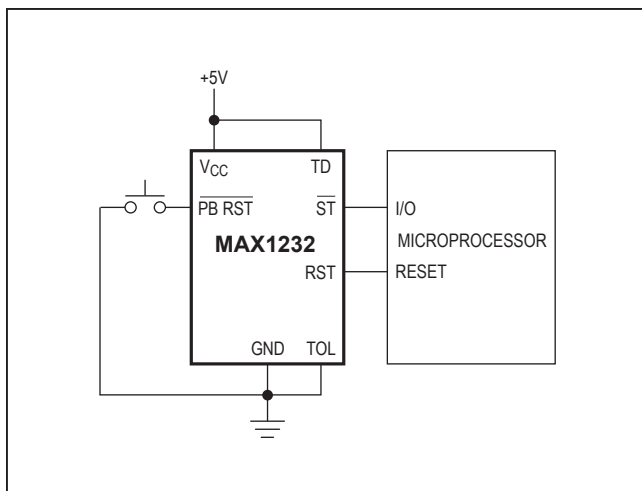 +5V
VCC TD
PB RST ST I/O
MAX1232 MICROPROCESSOR
RST RESET
GND TOL